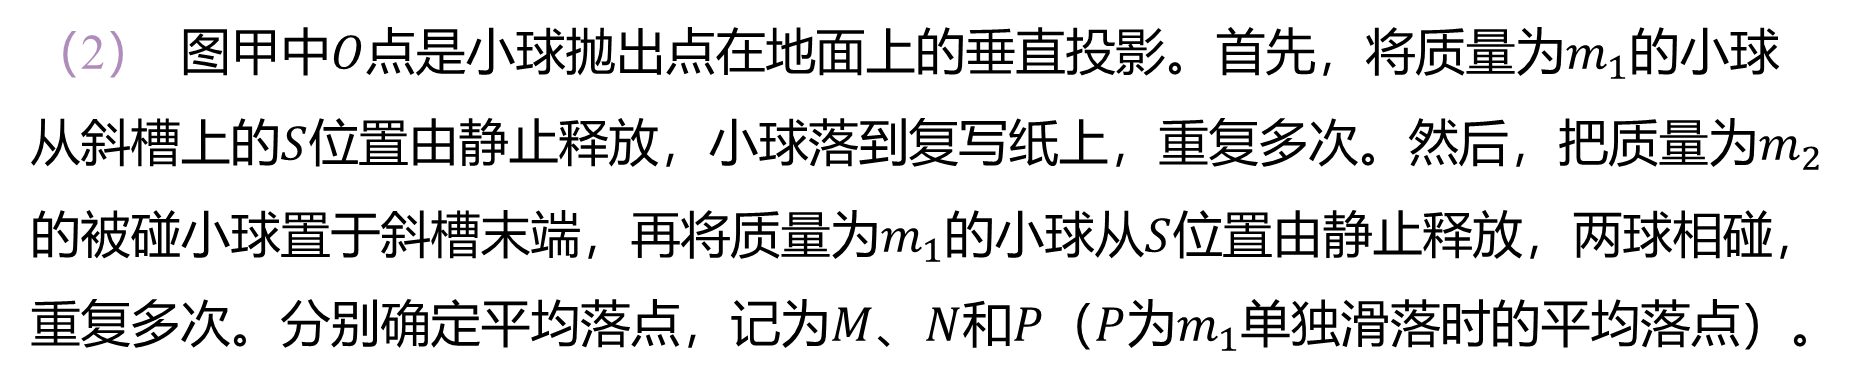 （2） 图甲中O点是小球抛出点在地面上的垂直投影。首先，将质量为m₁的小球
从斜槽上的S位置由静止释放，小球落到复写纸上，重复多次。然后，把质量为m₂
的被碰小球置于斜槽末端，再将质量为m₁的小球从S位置由静止释放，两球相碰，
重复多次。分别确定平均落点，记为M、N和P（P为m₁单独滑落时的平均落点）。